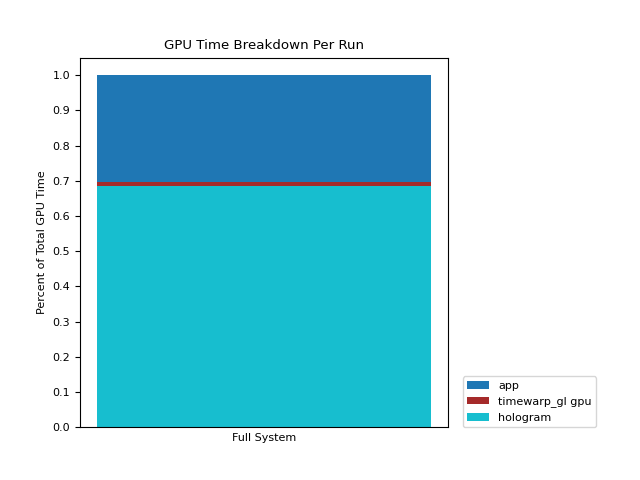 GPU Time Breakdown Per Run
Percent of Total GPU Time
1.0
0.9
0.8
0.7
0.6
0.5
0.4
0.3
0.2
0.1
0.0
Full System
app
timewarp_gl gpu
hologram